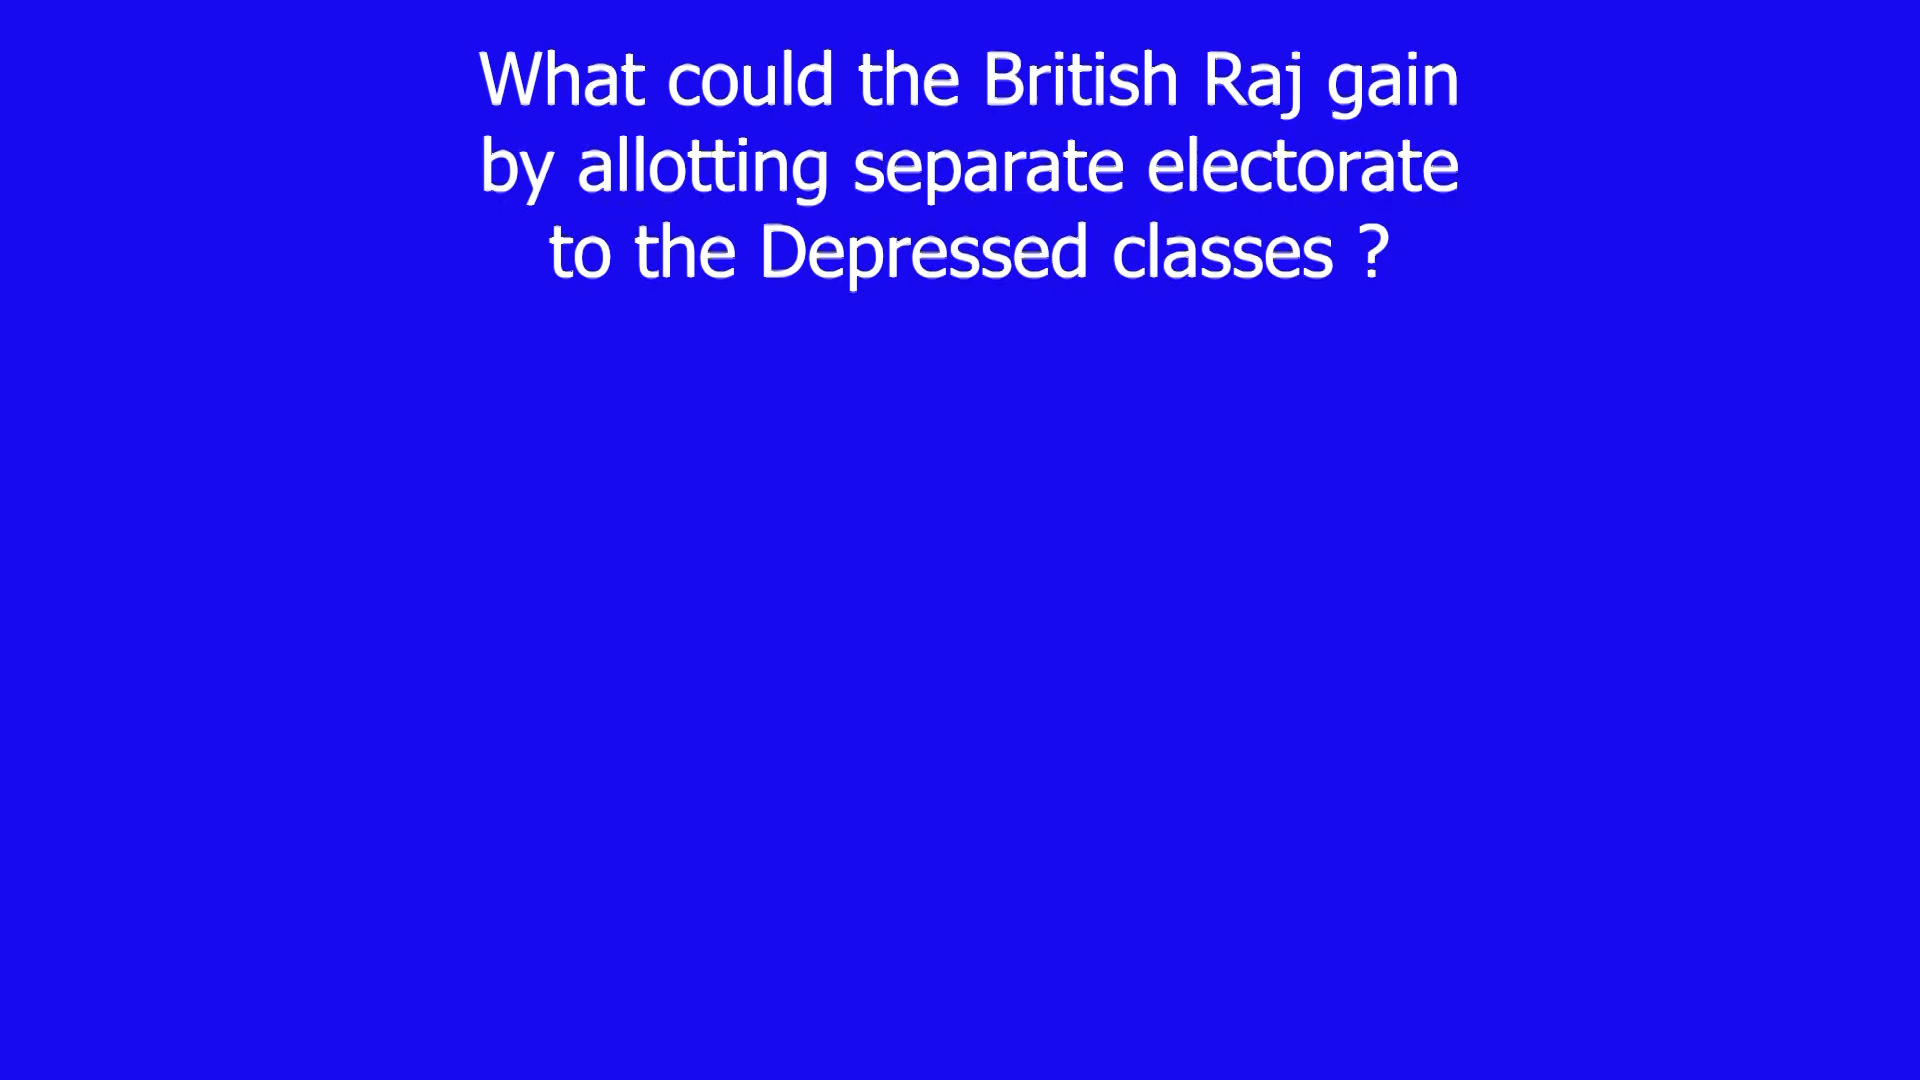 What could the British Raj gain
by allotting separate electorate
to the Depressed classes ?